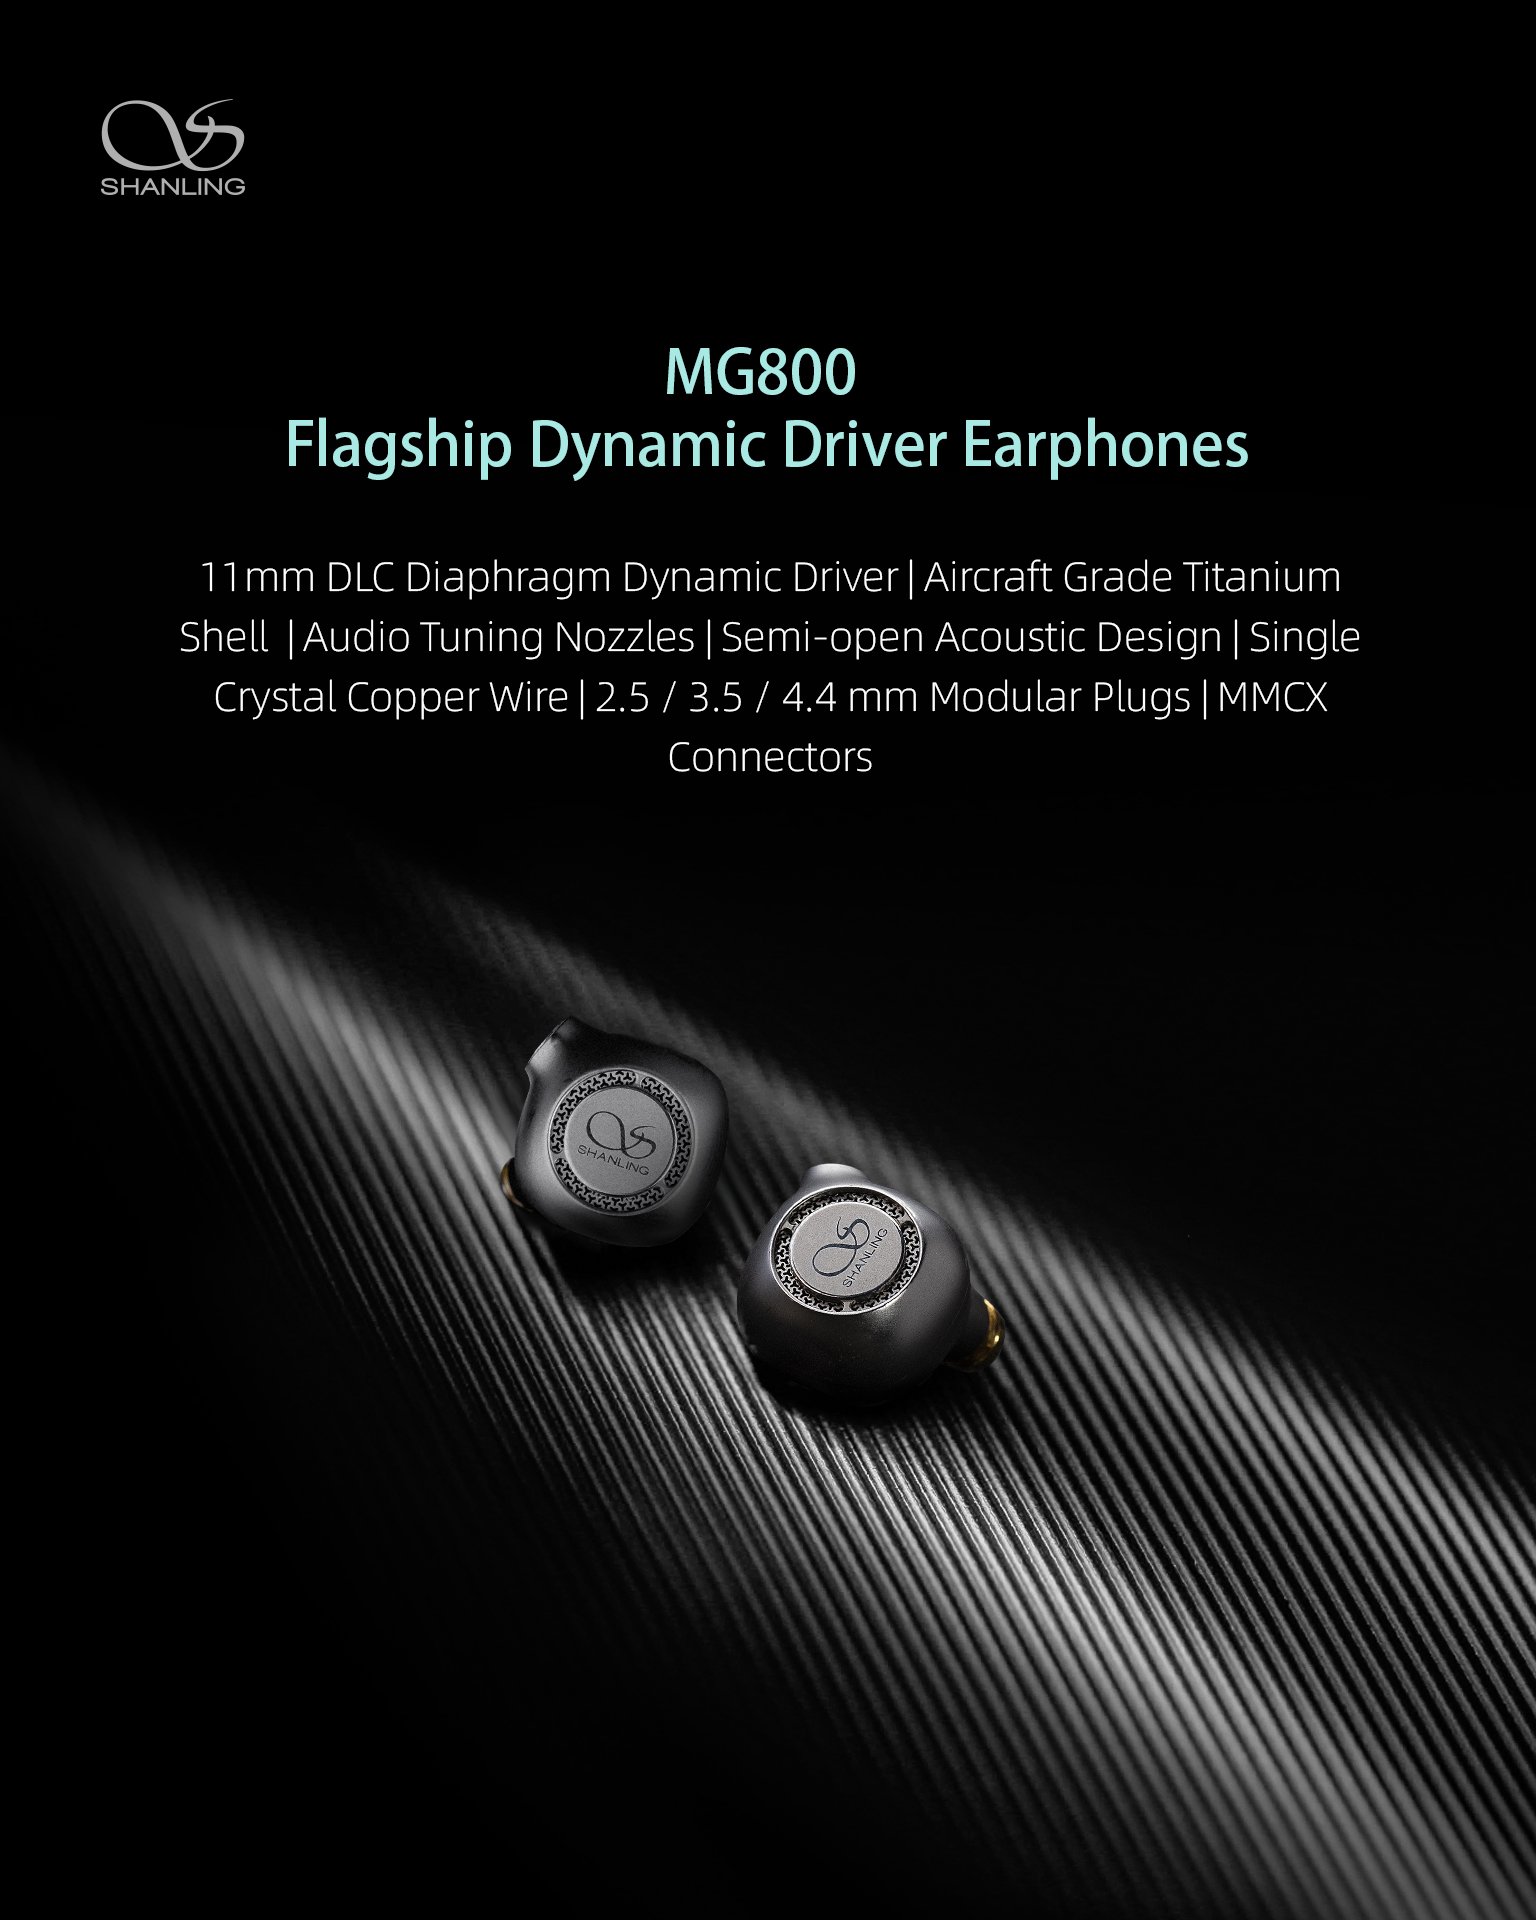 SHANLING
MG800
Flagship Dynamic Driver Earphones
11mm DLC Diaphragm Dynamic Driver | Aircraft Grade Titanium
Shell | Audio Tuning Nozzles | Semi-open Acoustic Design | Single
Crystal Copper Wire | 2.5 / 3.5 / 4.4 mm Modular Plugs | MMCX
Connectors
SHANLING
SHANLING